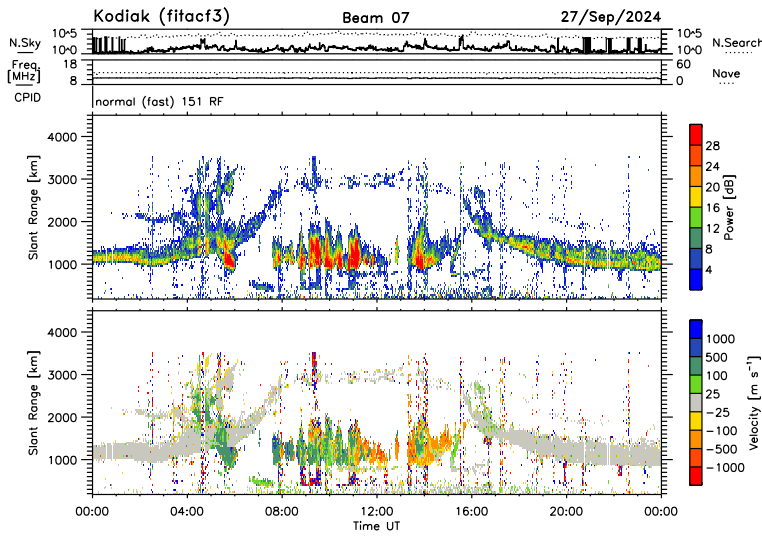 Kodiak (fitacf3) Beam 07 27/Sep/2024
10+5 10+5
N.Sky N.Search
10+0 10+0
Freq. 18 60
[MHz] Nave
8 0
CPID normal (fast) 151 RF
4000
3000
2000
1000
Slant Range [km]
28
24
20
16
12
8
4
Power [dB]
4000
3000
2000
1000
Slant Range [km]
1000
500
100
25
-25
-100
-500
-1000
Velocity [m s⁻¹]
00:00 04:00 08:00 12:00 16:00 20:00 00:00
Time UT